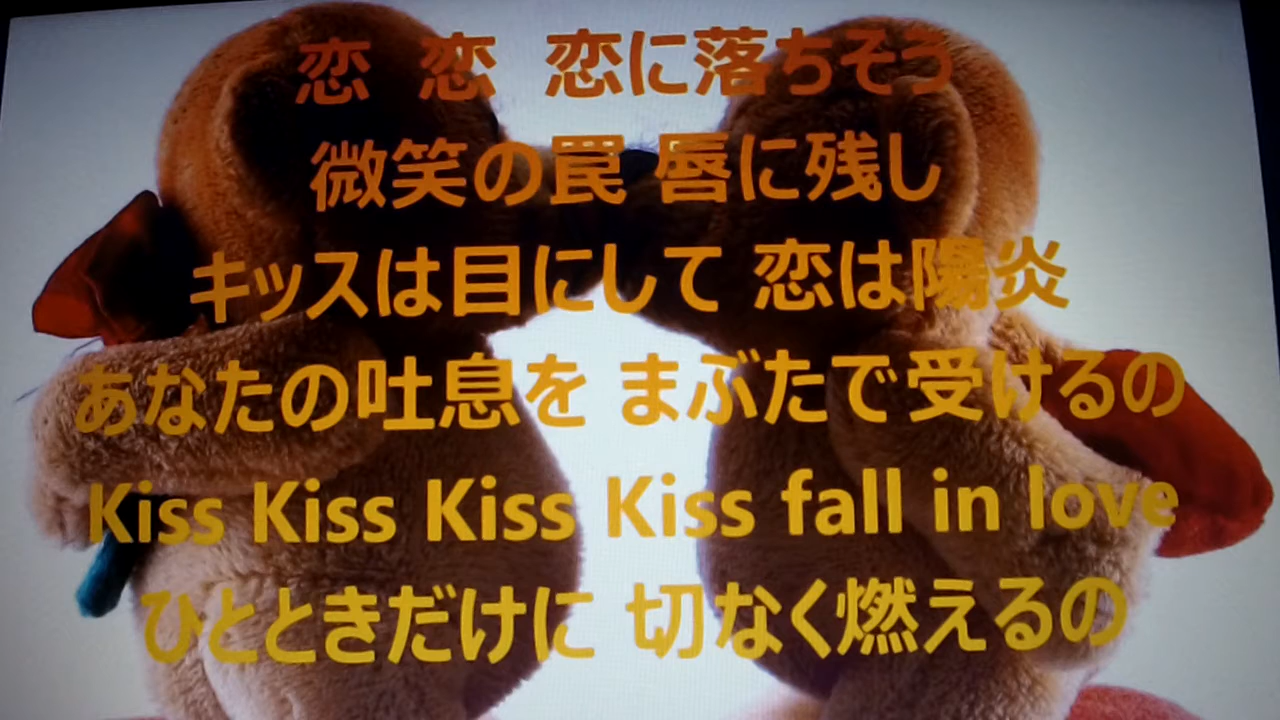 恋 恋 恋に落ちそう
微笑の罠 唇に残し
キッスは目にして 恋は陽炎
あなたの吐息を まぶたで受けるの
Kiss Kiss Kiss Kiss fall in love
ひとときだけに 切なく燃えるの